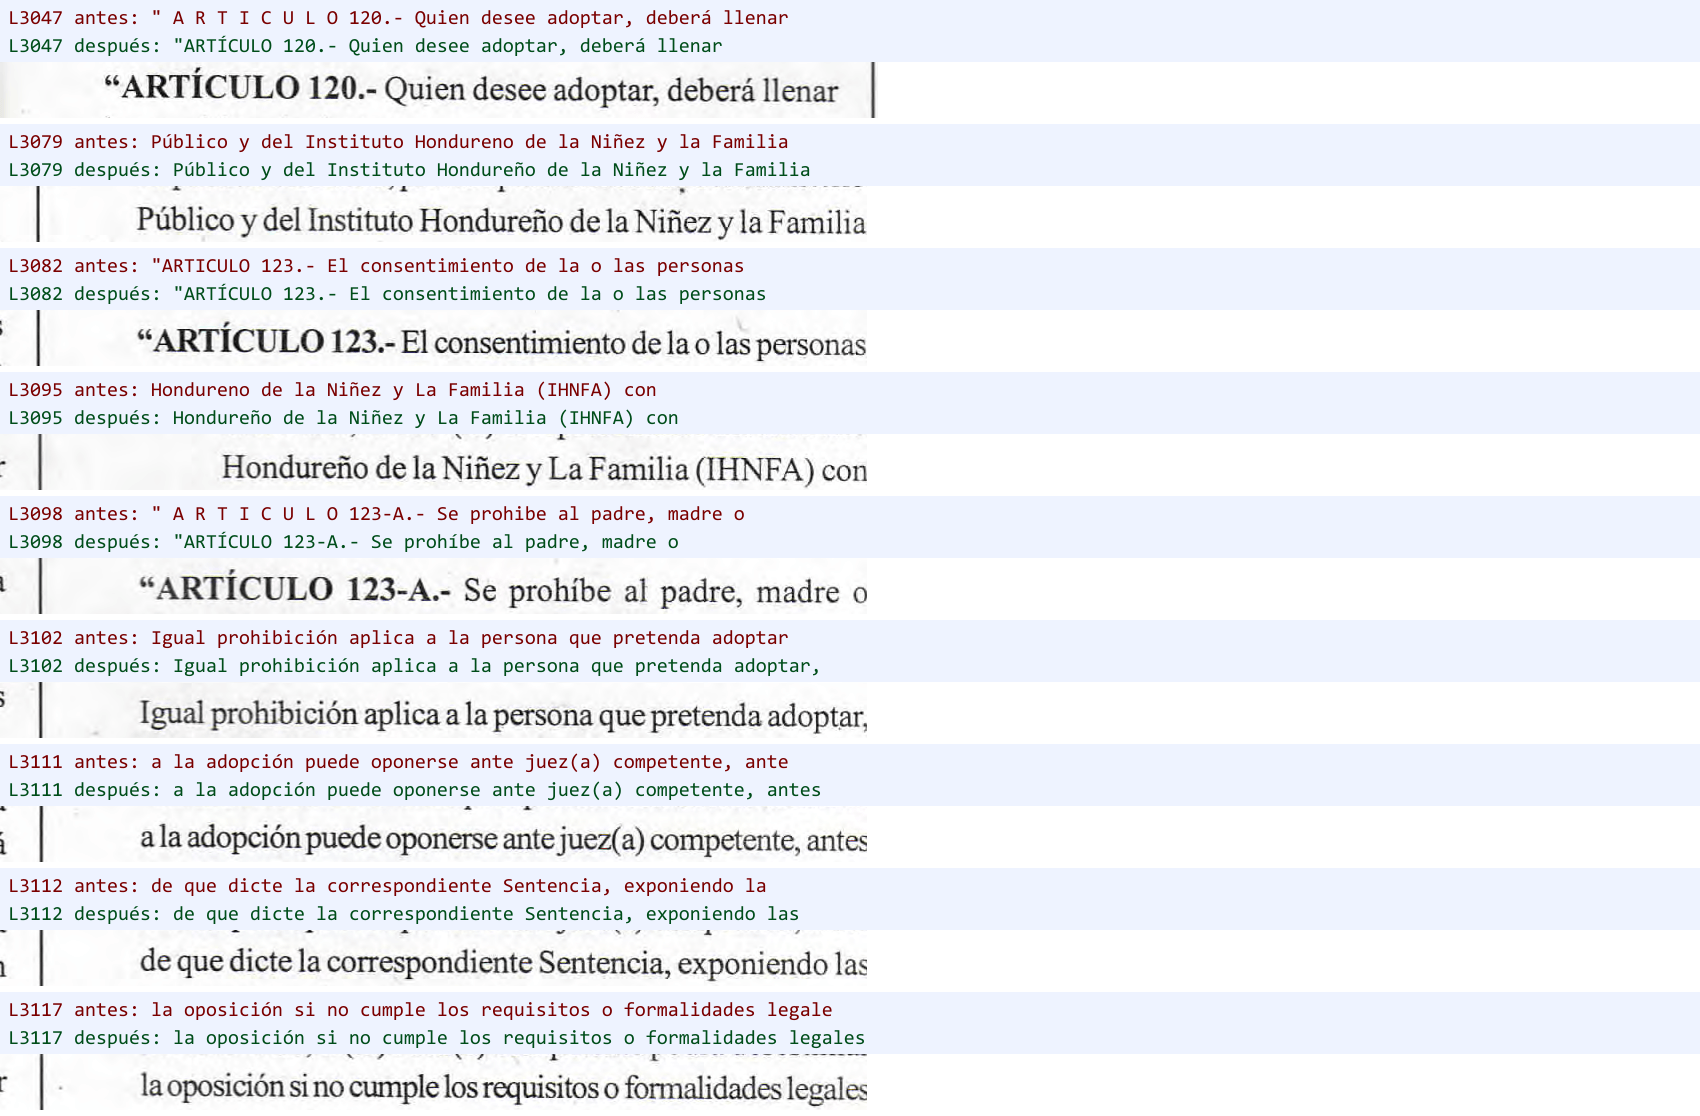 L3047 antes: " A R T I C U L O 120.- Quien desee adoptar, deberá llenar
L3047 después: "ARTÍCULO 120.- Quien desee adoptar, deberá llenar
“ARTÍCULO 120.- Quien desee adoptar, deberá llenar
L3079 antes: Público y del Instituto Hondureno de la Niñez y la Familia
L3079 después: Público y del Instituto Hondureño de la Niñez y la Familia
Público y del Instituto Hondureño de la Niñez y la Familia
L3082 antes: "ARTICULO 123.- El consentimiento de la o las personas
L3082 después: "ARTÍCULO 123.- El consentimiento de la o las personas
“ARTÍCULO 123.- El consentimiento de la o las personas
L3095 antes: Hondureno de la Niñez y La Familia (IHNFA) con
L3095 después: Hondureño de la Niñez y La Familia (IHNFA) con
Hondureño de la Niñez y La Familia (IHNFA) con
L3098 antes: " A R T I C U L O 123-A.- Se prohibe al padre, madre o
L3098 después: "ARTÍCULO 123-A.- Se prohíbe al padre, madre o
“ARTÍCULO 123-A.- Se prohíbe al padre, madre o
L3102 antes: Igual prohibición aplica a la persona que pretenda adoptar
L3102 después: Igual prohibición aplica a la persona que pretenda adoptar,
Igual prohibición aplica a la persona que pretenda adoptar,
L3111 antes: a la adopción puede oponerse ante juez(a) competente, ante
L3111 después: a la adopción puede oponerse ante juez(a) competente, antes
a la adopción puede oponerse ante juez(a) competente, antes
L3112 antes: de que dicte la correspondiente Sentencia, exponiendo la
L3112 después: de que dicte la correspondiente Sentencia, exponiendo las
de que dicte la correspondiente Sentencia, exponiendo las
L3117 antes: la oposición si no cumple los requisitos o formalidades legale
L3117 después: la oposición si no cumple los requisitos o formalidades legales
la oposición si no cumple los requisitos o formalidades legales